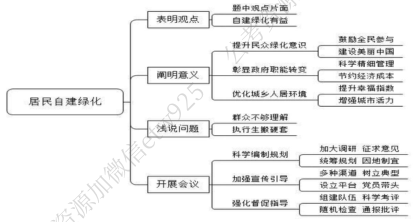 居民自建绿化
表明观点
题中观点片面
自建绿化有益
阐明意义
提升民众绿化意识
鼓励全民参与
建设美丽中国
彰显政府职能转变
科学精细管理
节约经济成本
优化城乡人居环境
提升幸福指数
增强城市活力
浅说问题
群众不够理解
执行生搬硬套
开展会议
科学编制规划
加大调研 征求意见
统筹规划 因地制宜
加强宣传引导
多种渠道 树立典型
设立平台 党员带头
强化督促指导
组建队伍 科学考评
随机检查 通报批评